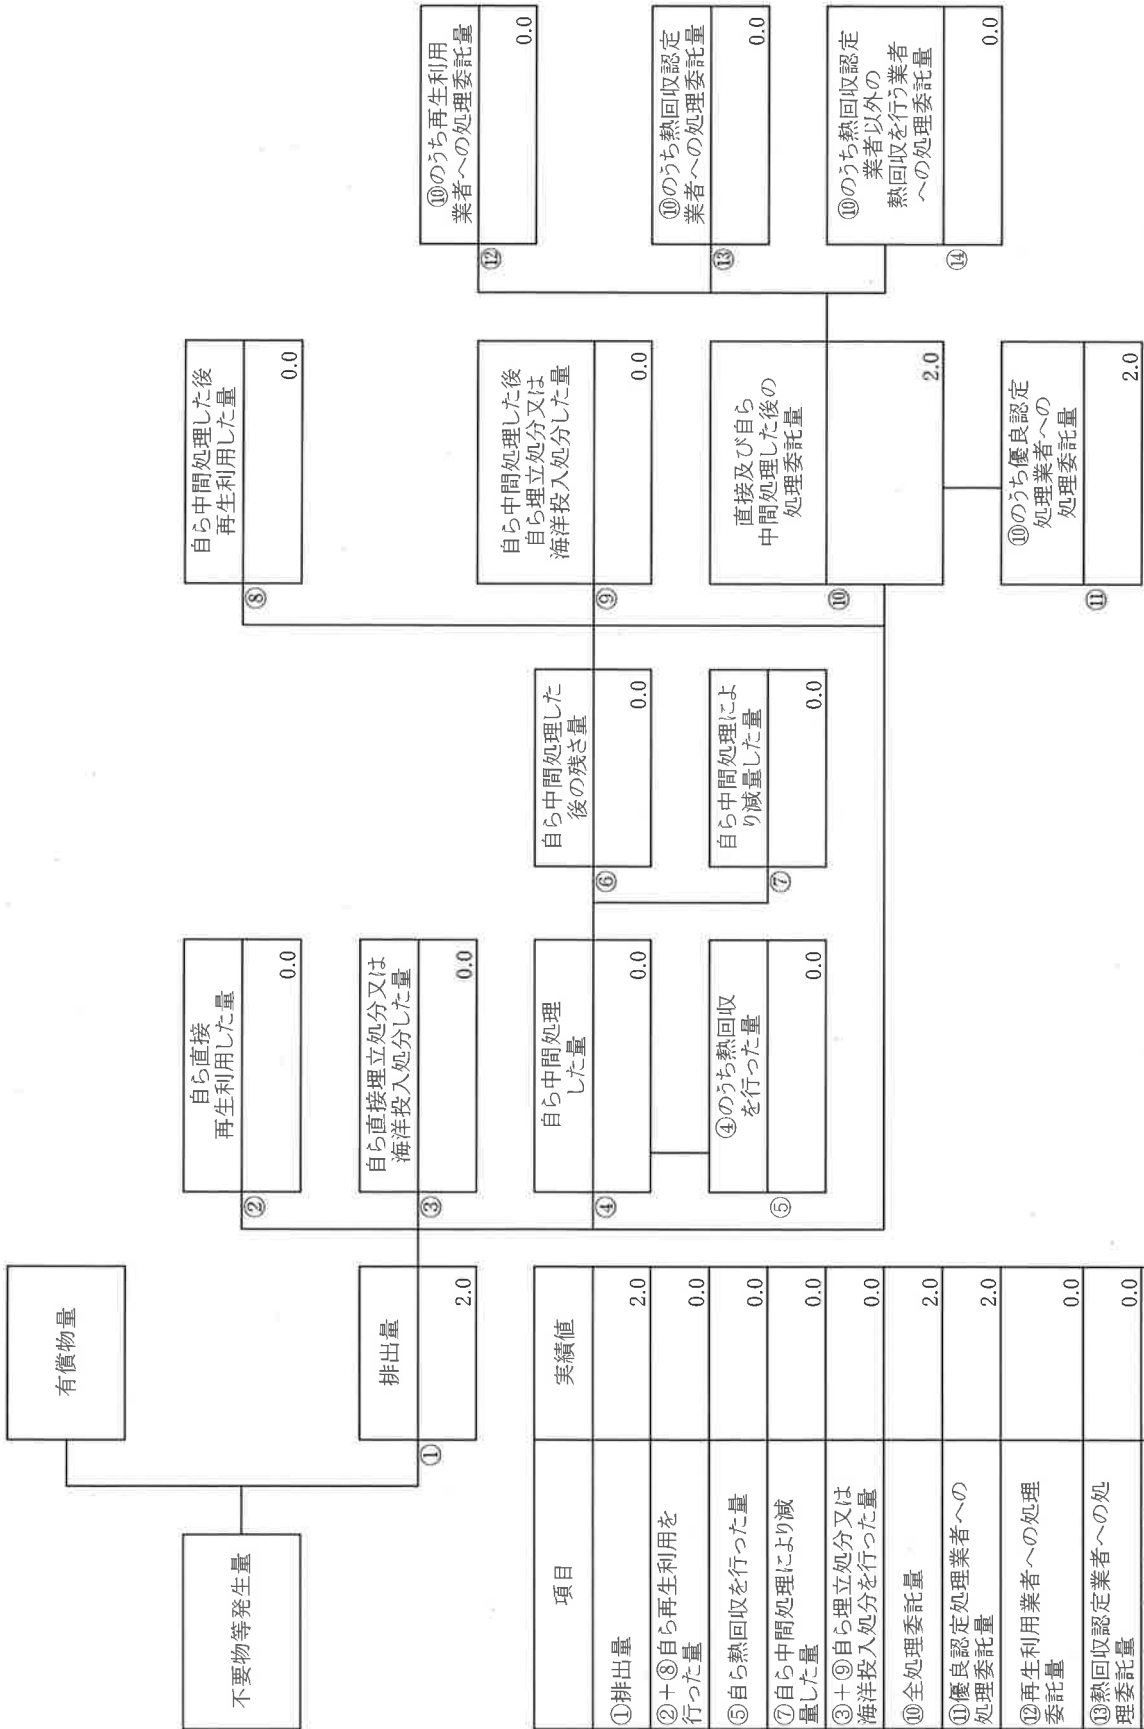 不要物等発生量
有償物量
①
排出量
2.0
②
自ら直接
再生利用した量
0.0
③
自ら直接埋立処分又は
海洋投入処分した量
0.0
④
自ら中間処理
した量
0.0
⑤
④のうち熱回収
を行った量
0.0
⑥
自ら中間処理した
後の残さ量
0.0
⑦
自ら中間処理によ
り減量した量
0.0
⑧
自ら中間処理した後
再生利用した量
0.0
⑨
自ら中間処理した後
自ら埋立処分又は
海洋投入処分した量
0.0
⑩
直接及び自ら
中間処理した後の
処理委託量
2.0
⑪
⑩のうち優良認定
処理業者への
処理委託量
2.0
⑫
⑩のうち再生利用
業者への処理委託量
0.0
⑬
⑩のうち熱回収認定
業者への処理委託量
0.0
⑭
⑩のうち熱回収認定
業者以外の
熱回収を行う業者
への処理委託量
0.0
項目 実績値
①排出量 2.0
②+⑧自ら再生利用を
行った量 0.0
⑤自ら熱回収を行った量 0.0
⑦自ら中間処理により減
量した量 0.0
③+⑨自ら埋立処分又は
海洋投入処分を行った量 0.0
⑩全処理委託量 2.0
⑪優良認定処理業者への
処理委託量 2.0
⑫再生利用業者への処理
委託量 0.0
⑬熱回収認定業者への処
理委託量 0.0